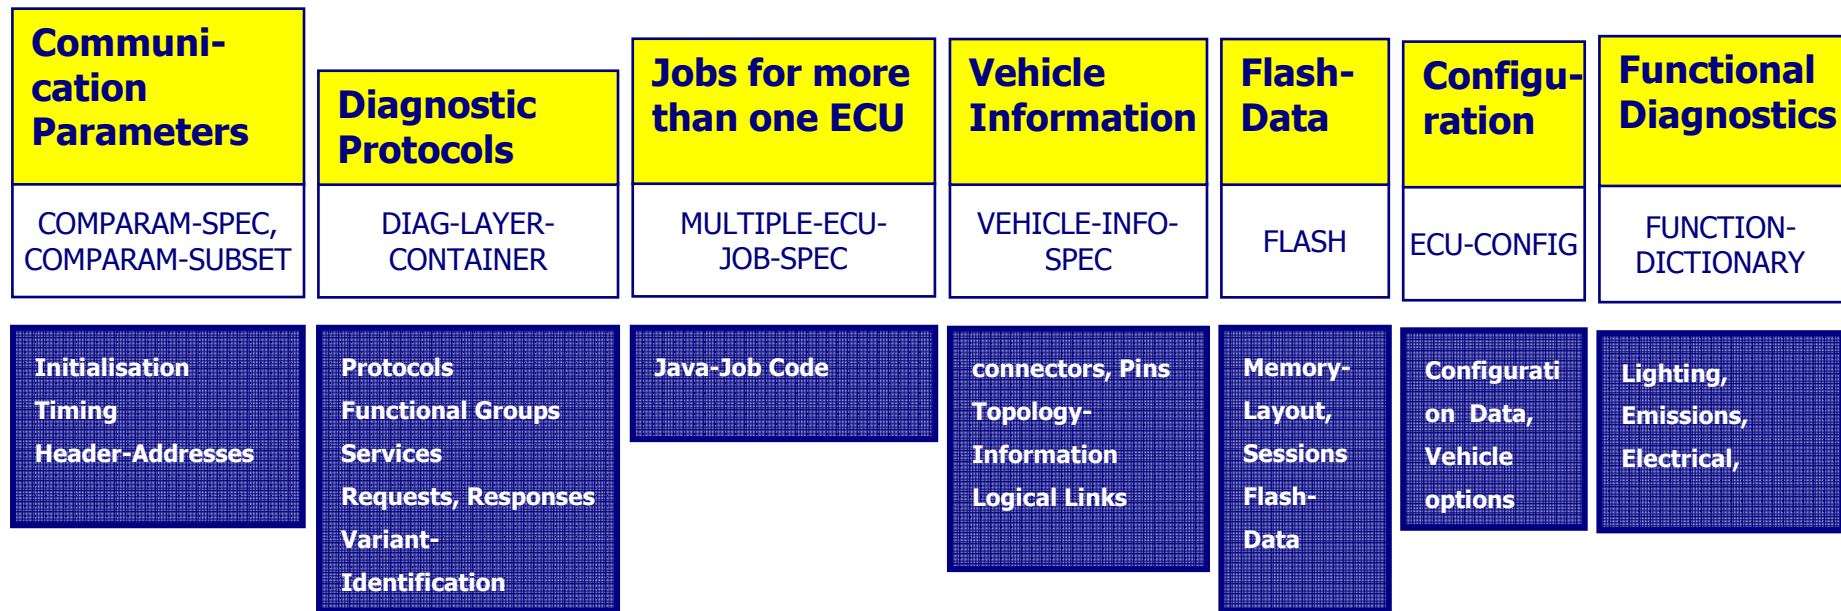 Communi-
cation
Parameters
COMPARAM-SPEC,
COMPARAM-SUBSET
Initialisation
Timing
Header-Addresses
Diagnostic
Protocols
DIAG-LAYER-
CONTAINER
Protocols
Functional Groups
Services
Requests, Responses
Variant-
Identification
Jobs for more
than one ECU
MULTIPLE-ECU-
JOB-SPEC
Java-Job Code
Vehicle
Information
VEHICLE-INFO-
SPEC
connectors, Pins
Topology-
Information
Logical Links
Flash-
Data
FLASH
Memory-
Layout,
Sessions
Flash-
Data
Configu-
ration
ECU-CONFIG
Configurati
on Data,
Vehicle
options
Functional
Diagnostics
FUNCTION-
DICTIONARY
Lighting,
Emissions,
Electrical,